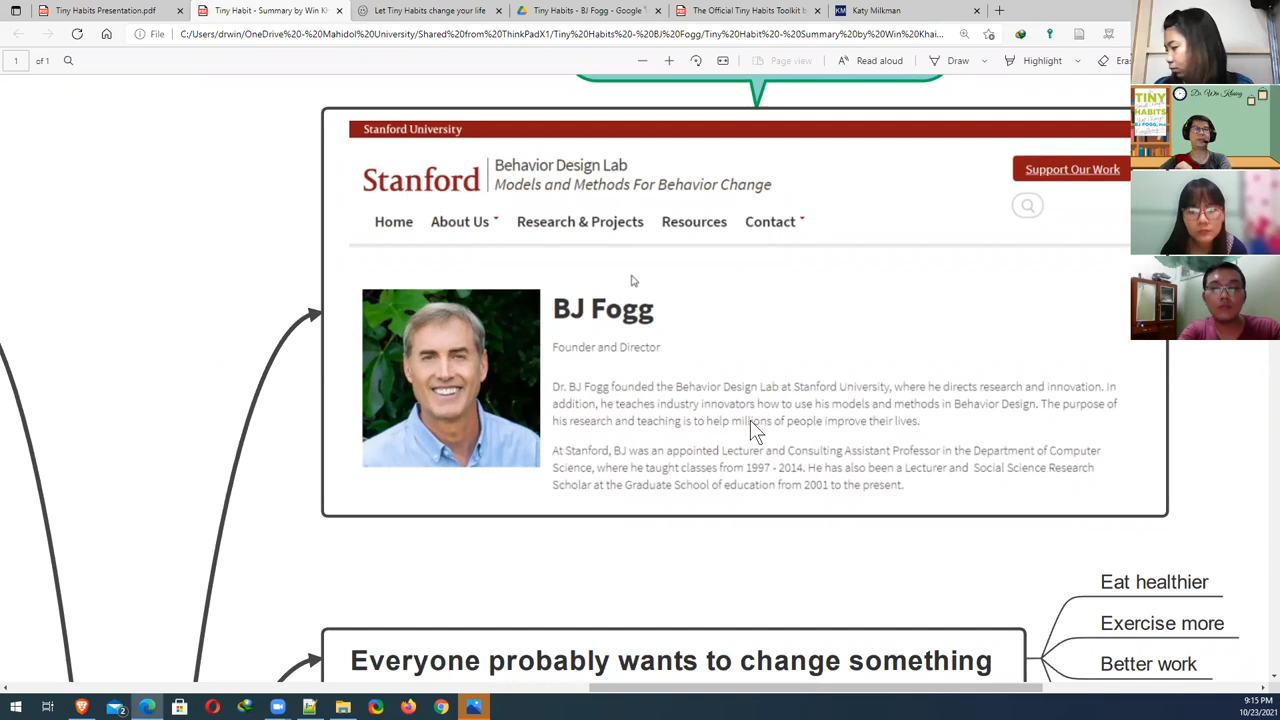 Tiny Habits Presentation.pdf
Tiny Habit - Summary by Win K
Let Tiny Habits change your life
Tiny Habits - BJ Fogg - Google
The Official Tiny Habits Toolkit b
KM Katy Milkman
File C:/Users/drwin/OneDrive%20-%20Mahidol%20University/Shared%20from%20ThinkPadX1/Tiny%20Habits%20-%20BJ%20Fogg/Tiny%20Habit%20-%20Summary%20by%20Win%20Khai...
1 of 1
Page view
Read aloud
Draw
Highlight
Eras
TINY
HABITS
BJ FOGG, PhD
Dr. Win Khaing
Stanford University
Stanford
Behavior Design Lab
Models and Methods For Behavior Change
Support Our Work
Home About Us Research & Projects Resources Contact
BJ Fogg
Founder and Director
Dr. BJ Fogg founded the Behavior Design Lab at Stanford University, where he directs research and innovation. In
addition, he teaches industry innovators how to use his models and methods in Behavior Design. The purpose of
his research and teaching is to help millions of people improve their lives.
At Stanford, BJ was an appointed Lecturer and Consulting Assistant Professor in the Department of Computer
Science, where he taught classes from 1997 - 2014. He has also been a Lecturer and Social Science Research
Scholar at the Graduate School of education from 2001 to the present.
Everyone probably wants to change something
Eat healthier
Exercise more
Better work
9:15 PM
10/23/2021